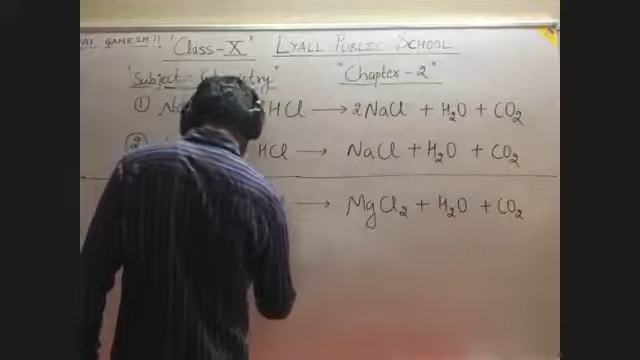 GANESH!! "Class-X" LYALL PUBLIC SCHOOL
"Subject - Chemistry" "Chapter-2"
① HCl → 2NaCl + H₂O + CO₂
② HCl → NaCl + H₂O + CO₂
→ MgCl₂ + H₂O + CO₂